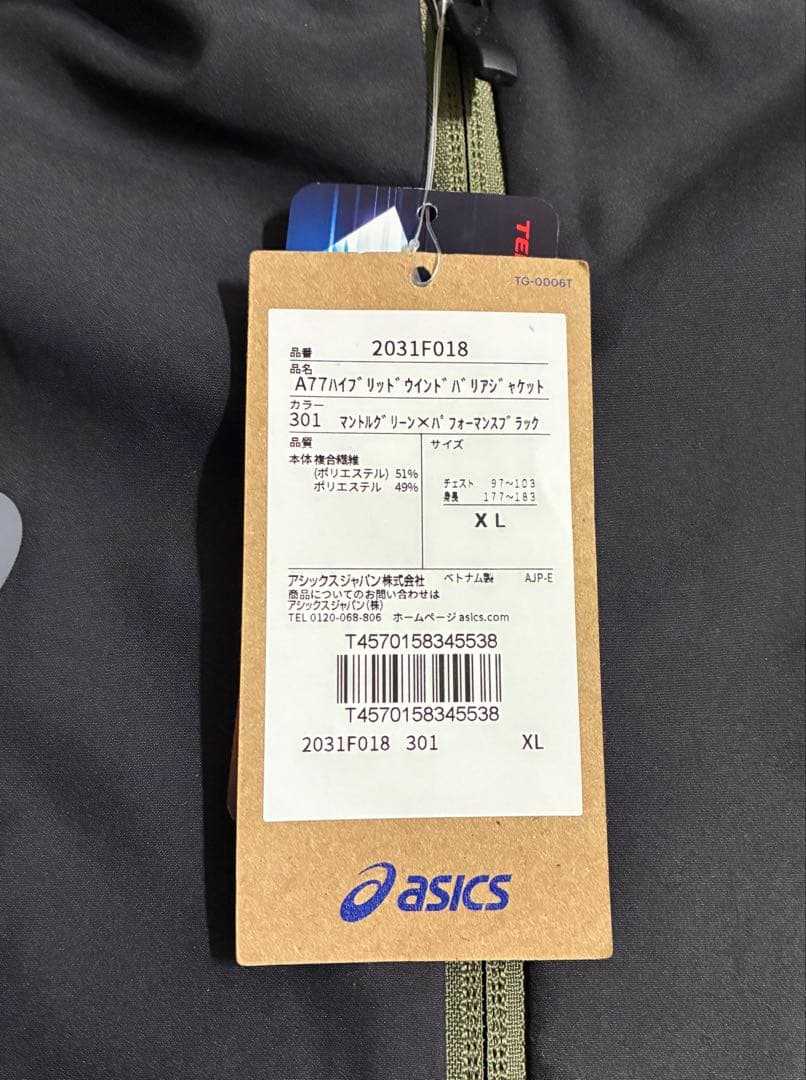 TE
TG-0D06T
品番 2031F018
品名
A77ﾊｲﾌﾞﾘｯﾄﾞｳｲﾝﾄﾞﾊﾞﾘｱｼﾞｬｹｯﾄ
カラー
301 ﾏﾝﾄﾙｸﾞﾘｰﾝ×ﾊﾟﾌｫｰﾏﾝｽﾌﾞﾗｯｸ
品質
本体 複合繊維
(ポリエステル) 51%
ポリエステル 49%
サイズ
チェスト 97～103
身長 177～183
XL
アシックスジャパン株式会社 ベトナム製 AJP-E
商品についてのお問い合わせは
アシックスジャパン(株)
TEL 0120-068-806 ホームページ asics.com
T4570158345538
T4570158345538
2031F018 301 XL
asics